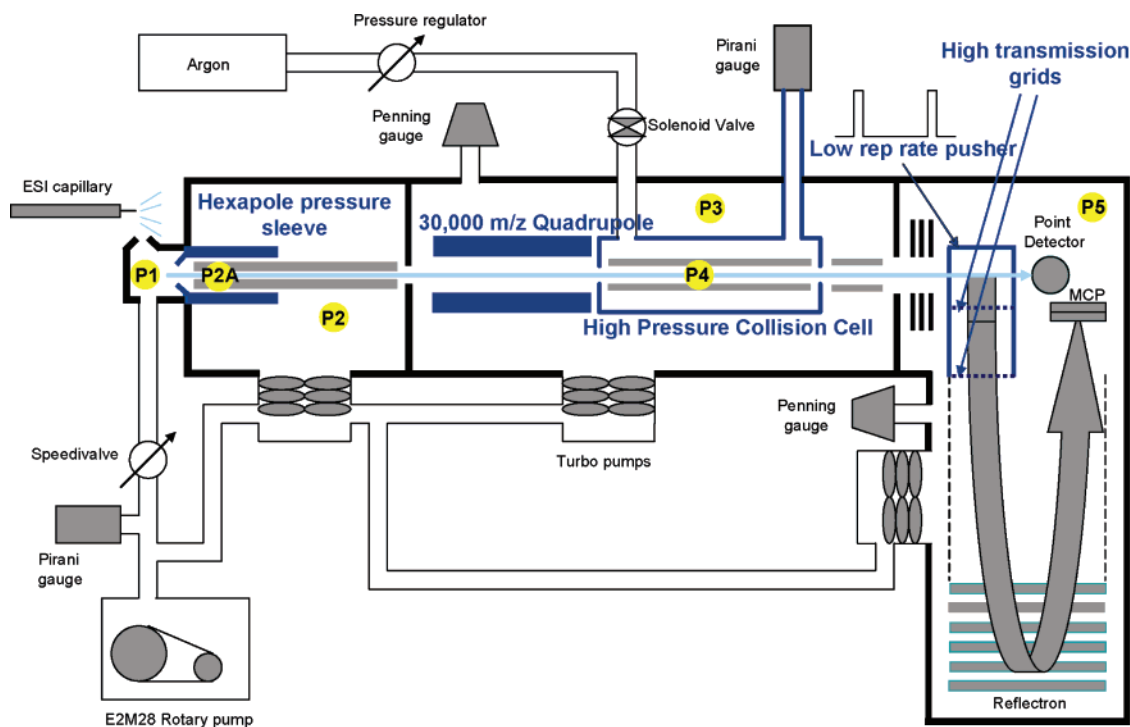 Pressure regulator
Argon
Pirani
gauge
High transmission
grids
Penning
gauge
Solenoid Valve
Low rep rate pusher
ESI capillary
Hexapole pressure
sleeve
30,000 m/z Quadrupole
P3
P5
Point
Detector
P1
P2A
P4
MCP
P2
High Pressure Collision Cell
Penning
gauge
Speedivalve
Turbo pumps
Pirani
gauge
E2M28 Rotary pump
Reflectron